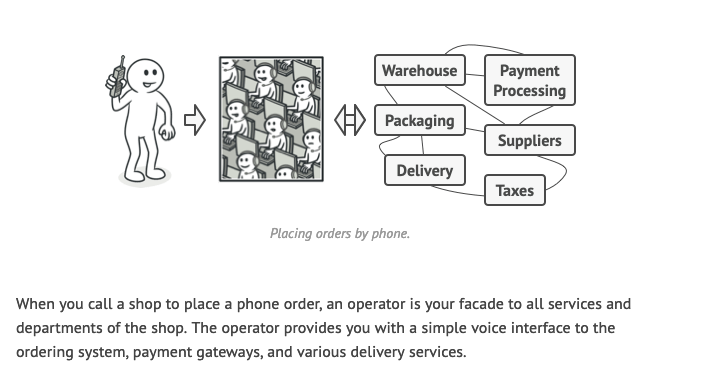 Warehouse
Payment
Processing
Packaging
Suppliers
Delivery
Taxes
Placing orders by phone.
When you call a shop to place a phone order, an operator is your facade to all services and
departments of the shop. The operator provides you with a simple voice interface to the
ordering system, payment gateways, and various delivery services.